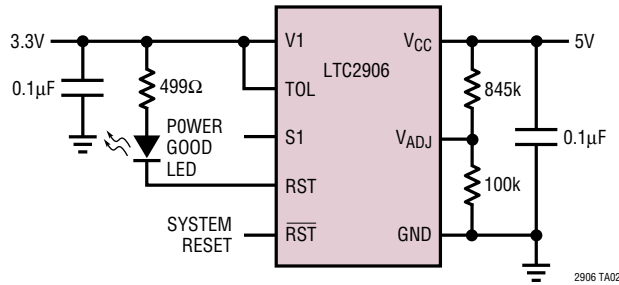 3.3V
0.1µF
499Ω
POWER
GOOD
LED
SYSTEM
RESET
V1
TOL
S1
RST
R̅S̅T̅
LTC2906
VCC
VADJ
GND
5V
845k
100k
0.1µF
2906 TA02